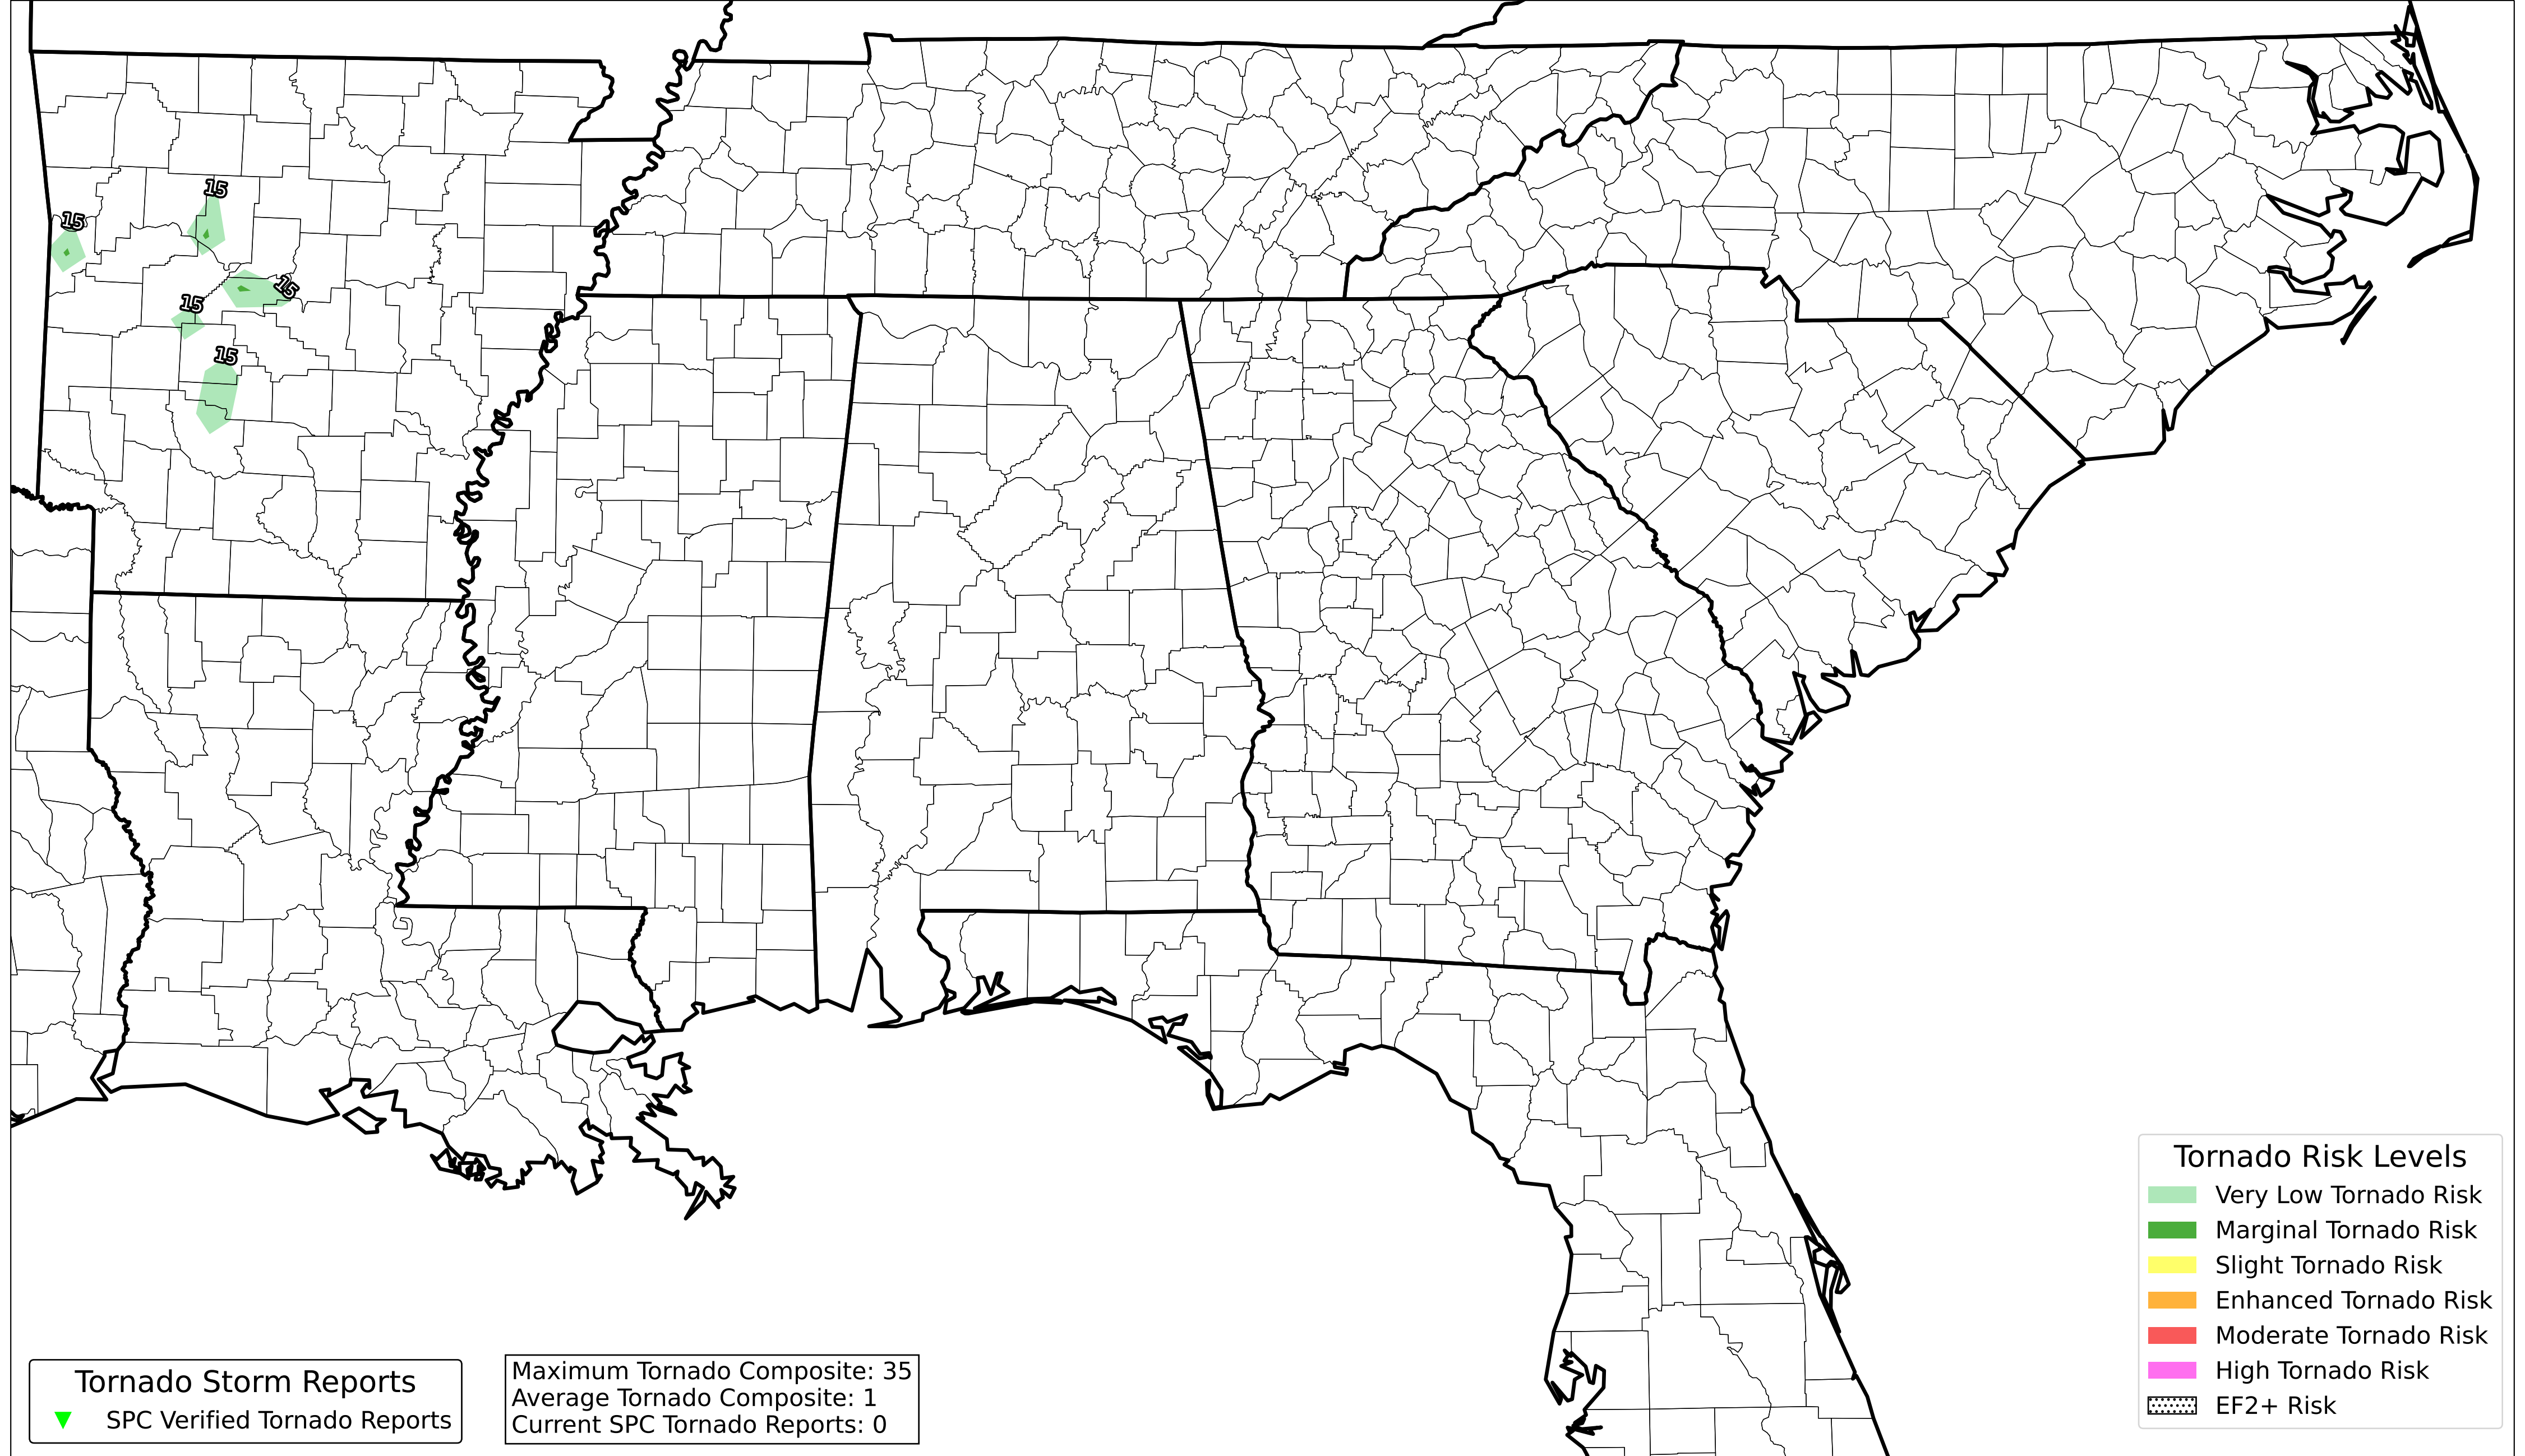 15
15
15
15
15
Tornado Risk Levels
Very Low Tornado Risk
Marginal Tornado Risk
Slight Tornado Risk
Enhanced Tornado Risk
Moderate Tornado Risk
High Tornado Risk
EF2+ Risk
Tornado Storm Reports
SPC Verified Tornado Reports
Maximum Tornado Composite: 35
Average Tornado Composite: 1
Current SPC Tornado Reports: 0